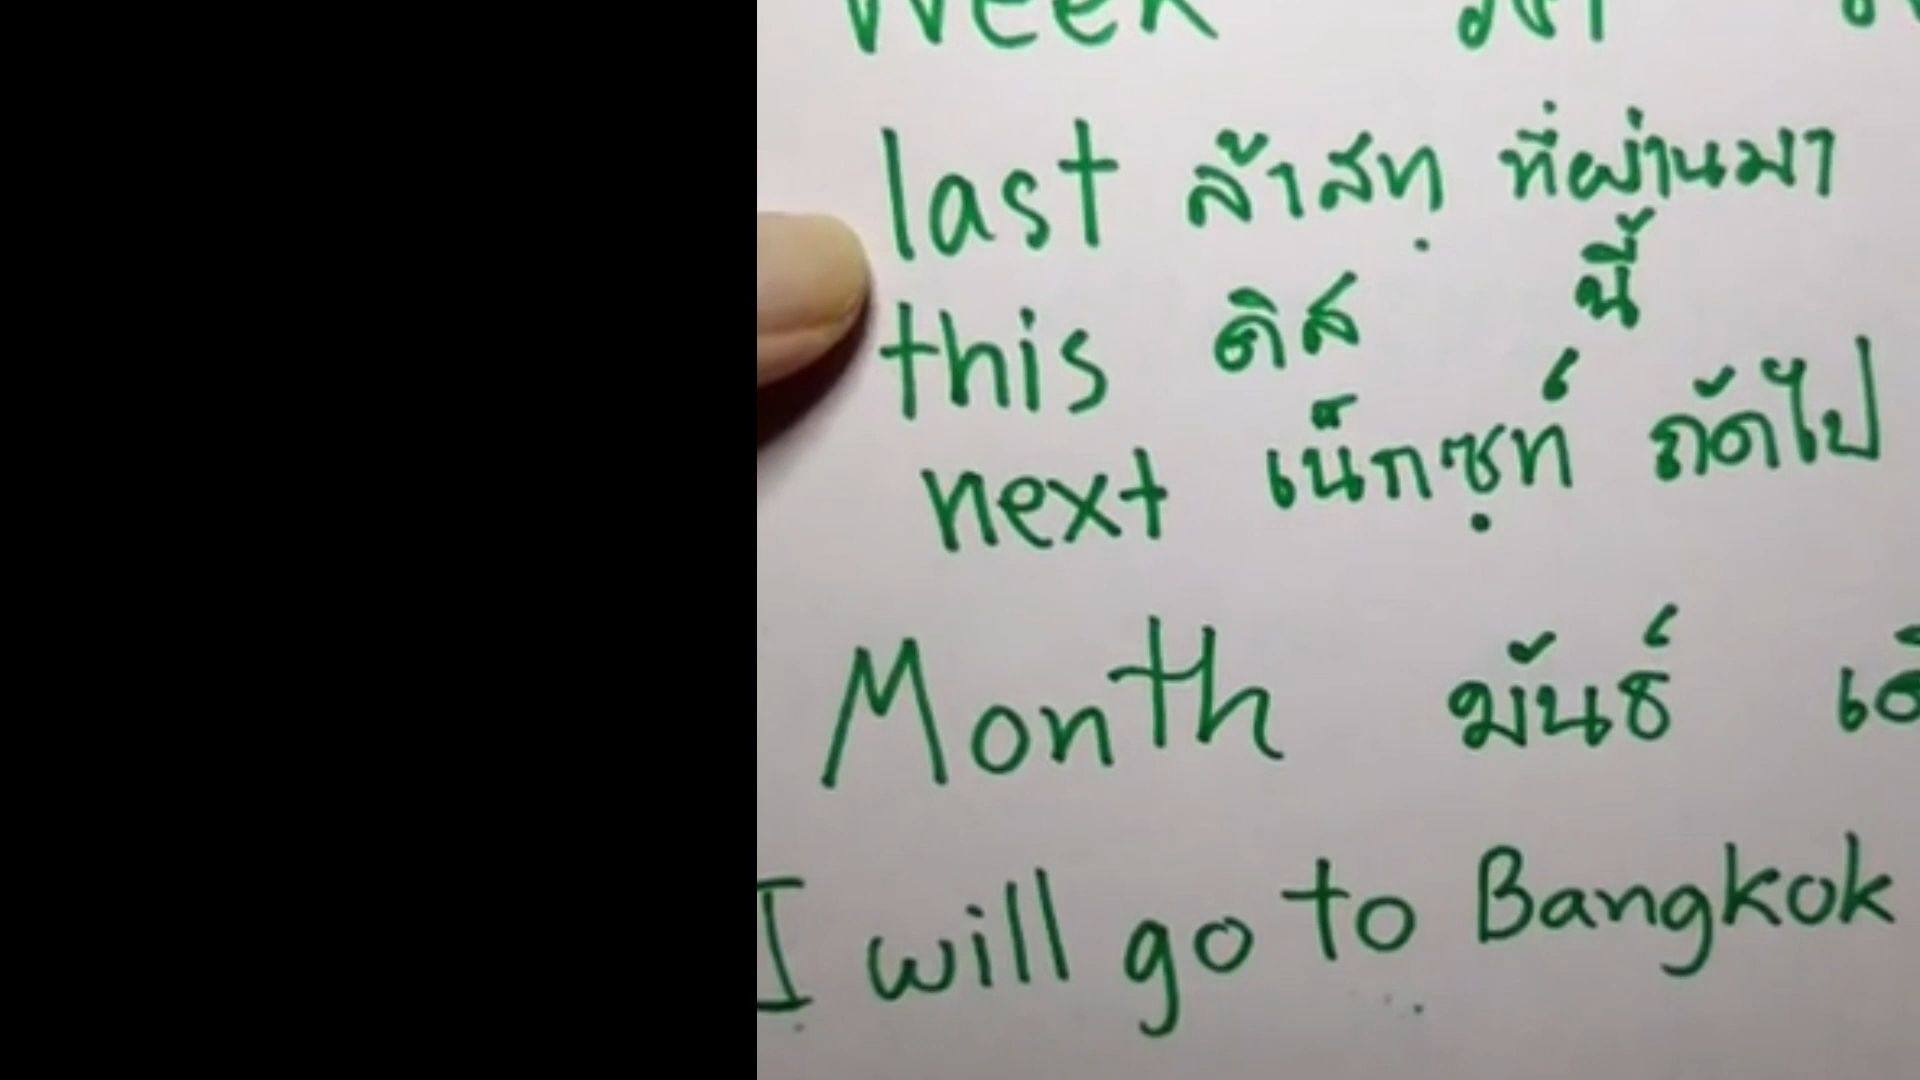 Week
last ล้าสทฺ ที่ผ่านมา
this ดิส นี้
next เน็กซฺท์ ถัดไป
Month มันธ์
I will go to Bangkok